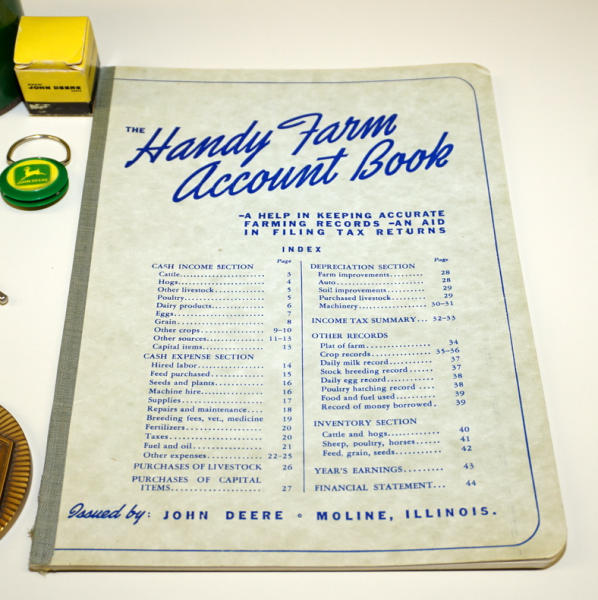 JOHN DEERE
JOHN DEERE
THE
Handy Farm
Account Book
-A HELP IN KEEPING ACCURATE
FARMING RECORDS -AN AID
IN FILING TAX RETURNS
INDEX
Page
CASH INCOME SECTION
Cattle 3
Hogs 4
Other livestock 5
Poultry 5
Dairy products 6
Eggs 7
Grain 8
Other crops 9-10
Other sources 11-13
Capital items 13
CASH EXPENSE SECTION
Hired labor 14
Feed purchased 15
Seeds and plants 16
Machine hire 16
Supplies 17
Repairs and maintenance 18
Breeding fees, vet., medicine 19
Fertilizers 20
Taxes 20
Fuel and oil 21
Other expenses 22-25
PURCHASES OF LIVESTOCK 26
PURCHASES OF CAPITAL
ITEMS 27
Page
DEPRECIATION SECTION
Farm improvements 28
Auto 28
Soil improvements 29
Purchased livestock 29
Machinery 30-31
INCOME TAX SUMMARY 32-33
OTHER RECORDS
Plat of farm 34
Crop records 35-36
Daily milk record 37
Stock breeding record 37
Daily egg record 38
Poultry hatching record 38
Food and fuel used 39
Record of money borrowed 39
INVENTORY SECTION
Cattle and hogs 40
Sheep, poultry, horses 41
Feed, grain, seeds 42
YEAR'S EARNINGS 43
FINANCIAL STATEMENT 44
Issued by: JOHN DEERE • MOLINE, ILLINOIS.